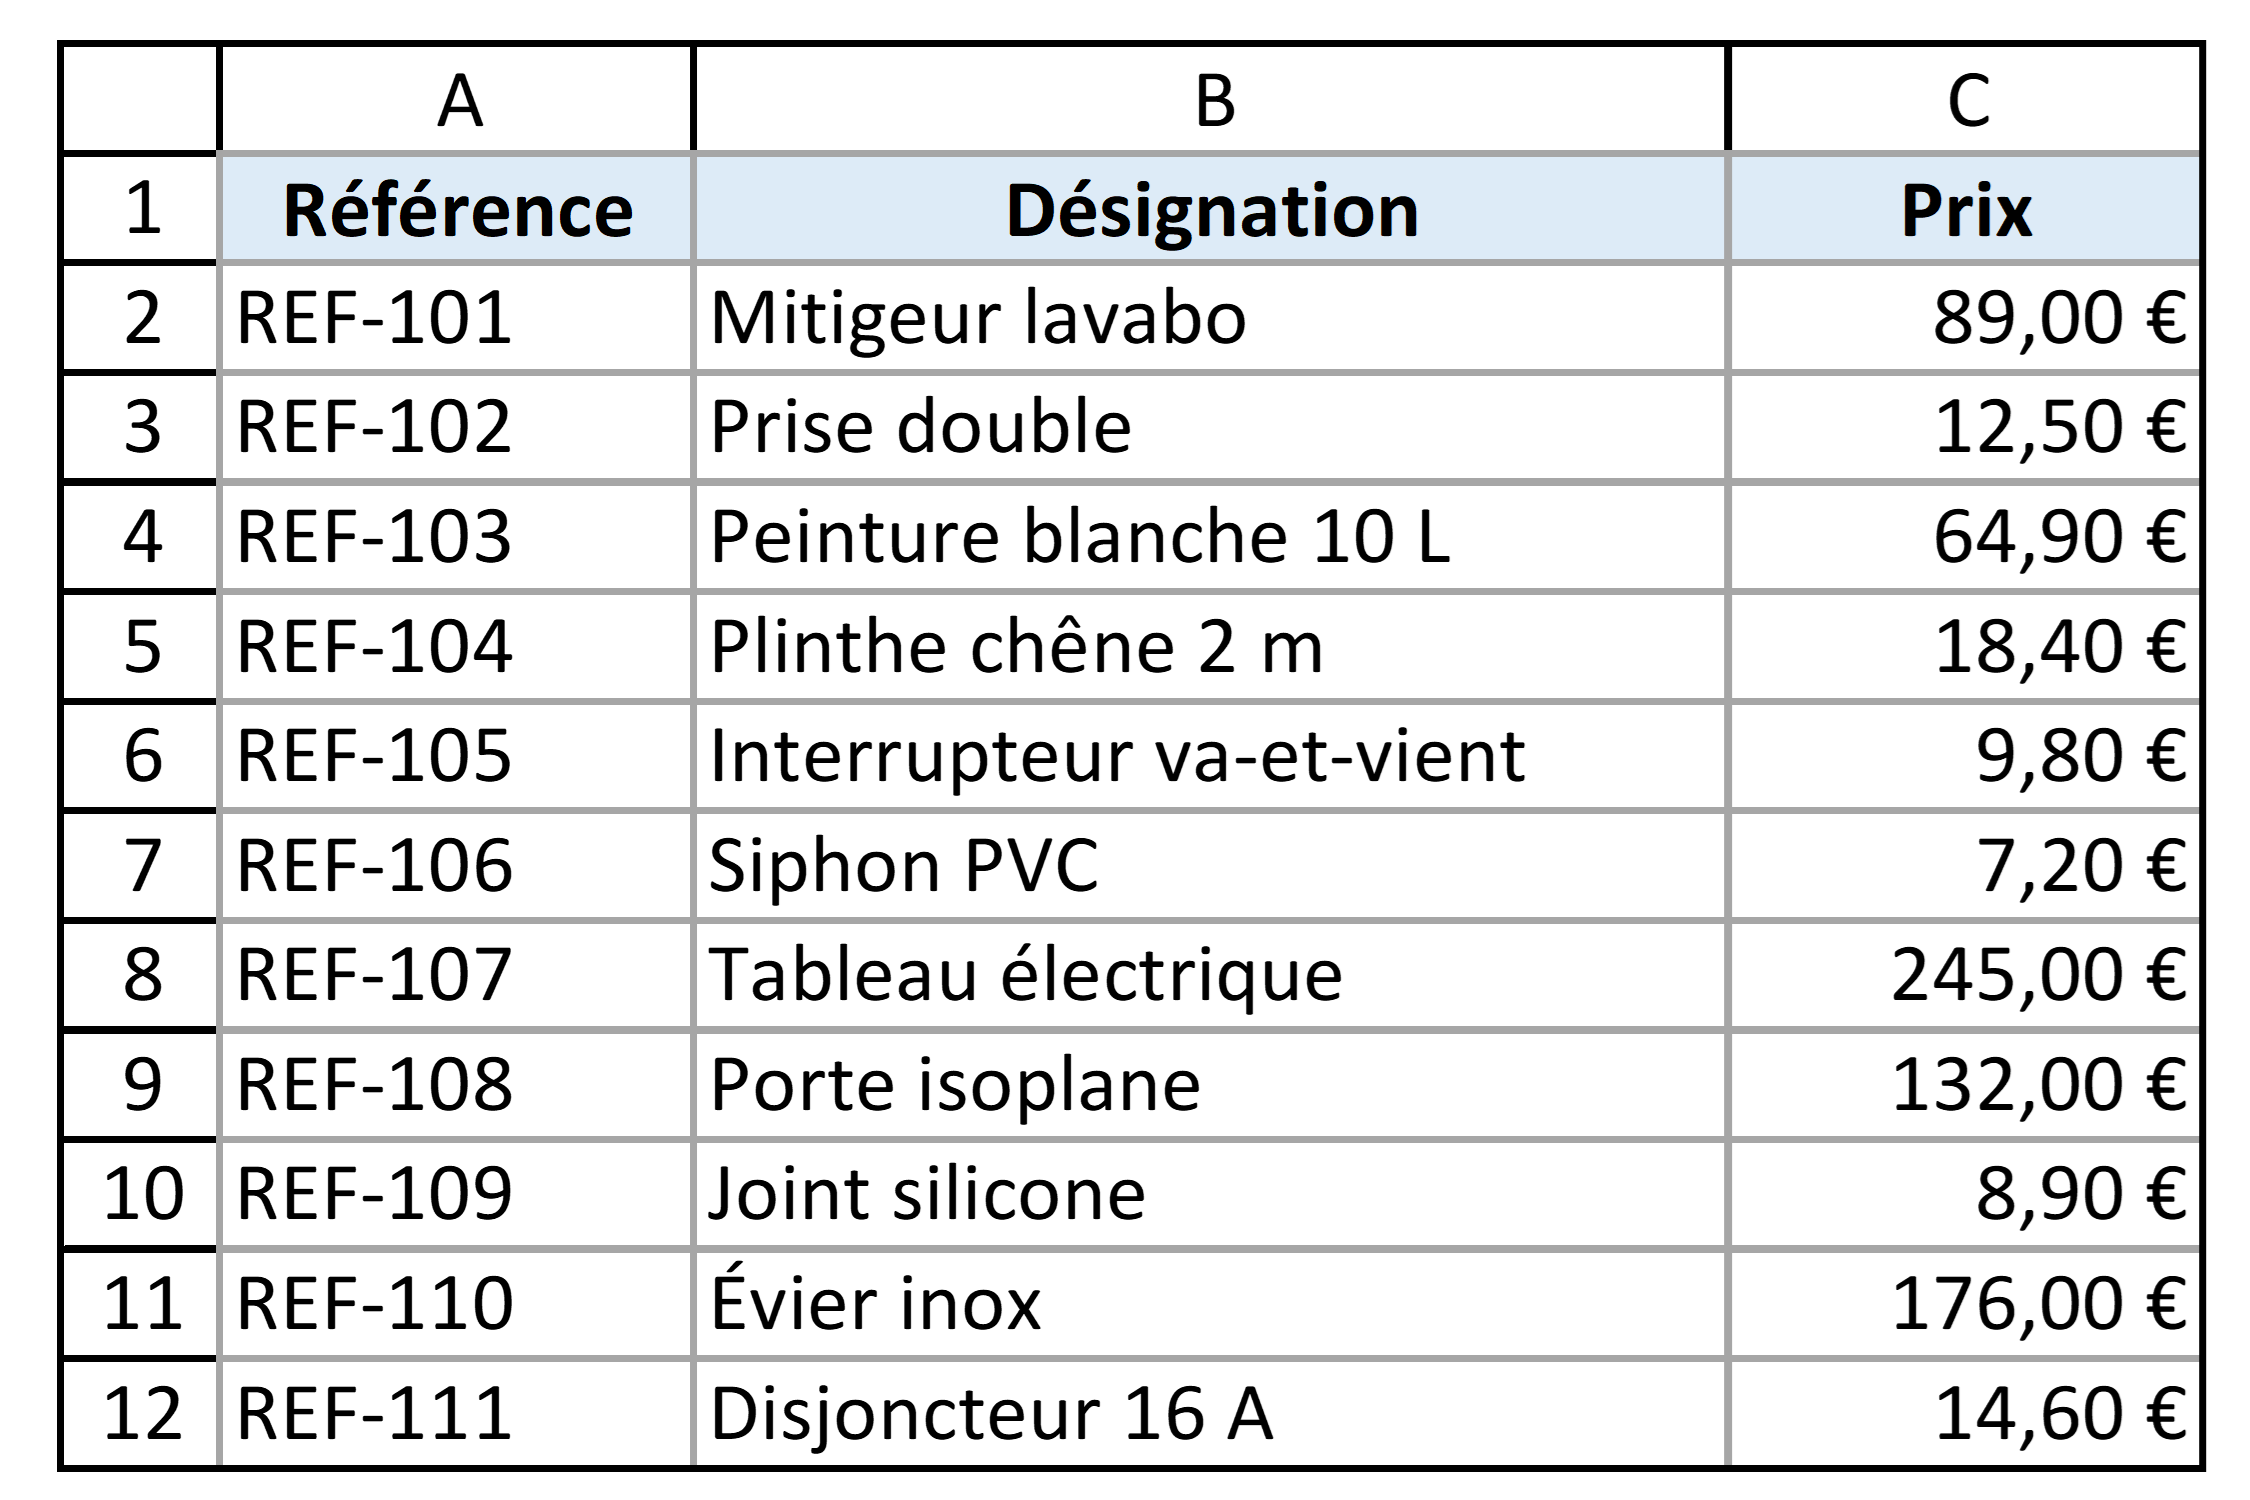 A B C
1 Référence Désignation Prix
2 REF-101 Mitigeur lavabo 89,00 €
3 REF-102 Prise double 12,50 €
4 REF-103 Peinture blanche 10 L 64,90 €
5 REF-104 Plinthe chêne 2 m 18,40 €
6 REF-105 Interrupteur va-et-vient 9,80 €
7 REF-106 Siphon PVC 7,20 €
8 REF-107 Tableau électrique 245,00 €
9 REF-108 Porte isoplane 132,00 €
10 REF-109 Joint silicone 8,90 €
11 REF-110 Évier inox 176,00 €
12 REF-111 Disjoncteur 16 A 14,60 €